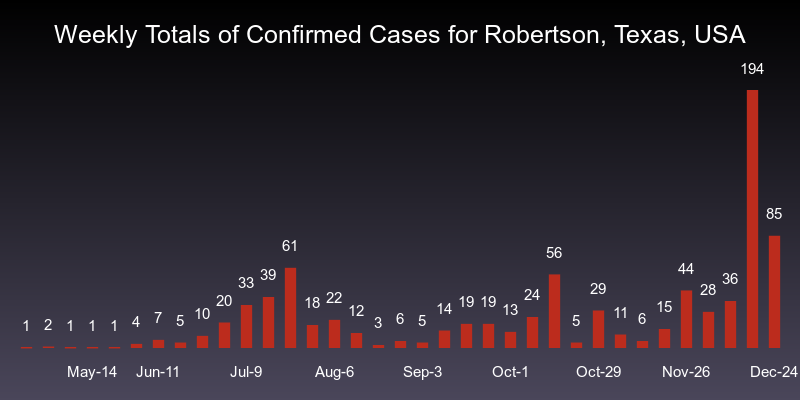 Weekly Totals of Confirmed Cases for Robertson, Texas, USA
1 2 1 1 1 4 7 5 10 20 33 39 61 18 22 12 3 6 5 14 19 19 13 24 56 5 29 11 6 15 44 28 36 194 85
May-14 Jun-11 Jul-9 Aug-6 Sep-3 Oct-1 Oct-29 Nov-26 Dec-24